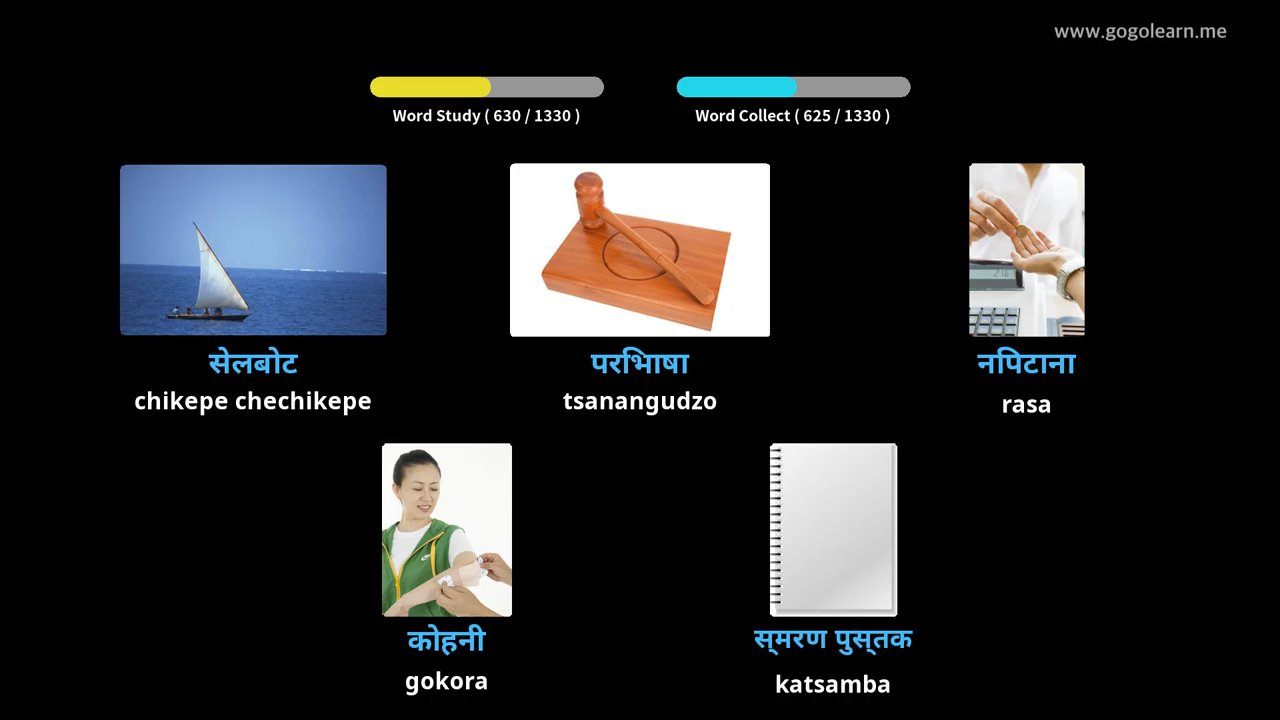 www.gogolearn.me
Word Study ( 630 / 1330 )
Word Collect ( 625 / 1330 )
सेलबोट
chikepe chechikepe
परभिाषा
tsanangudzo
नपिटाना
rasa
कोहनी
gokora
स्मरण पुस्तक
katsamba